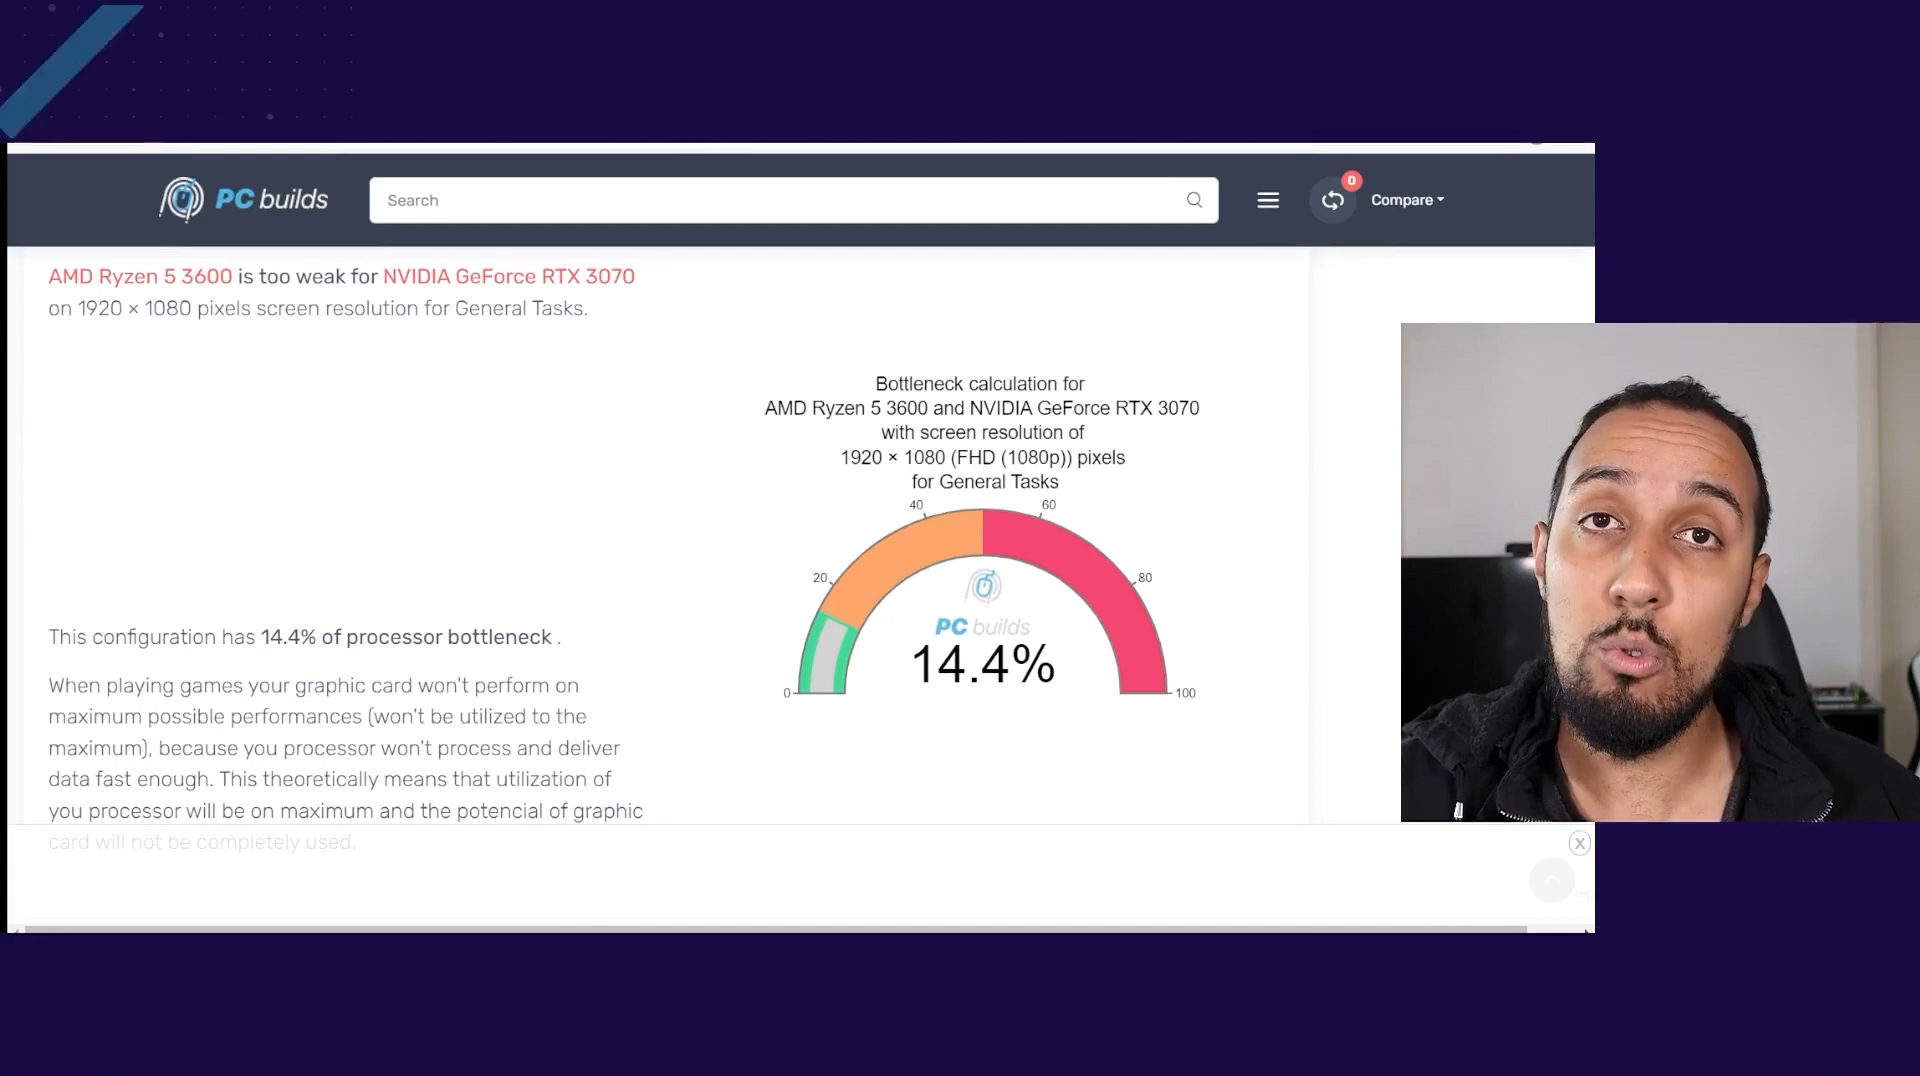 PC builds
Search
0
Compare
AMD Ryzen 5 3600 is too weak for NVIDIA GeForce RTX 3070
on 1920 × 1080 pixels screen resolution for General Tasks.
Bottleneck calculation for
AMD Ryzen 5 3600 and NVIDIA GeForce RTX 3070
with screen resolution of
1920 × 1080 (FHD (1080p)) pixels
for General Tasks
0
20
40
60
80
100
PC builds
14.4%
This configuration has 14.4% of processor bottleneck .
When playing games your graphic card won't perform on
maximum possible performances (won't be utilized to the
maximum), because you processor won't process and deliver
data fast enough. This theoretically means that utilization of
you processor will be on maximum and the potencial of graphic
card will not be completely used.
X